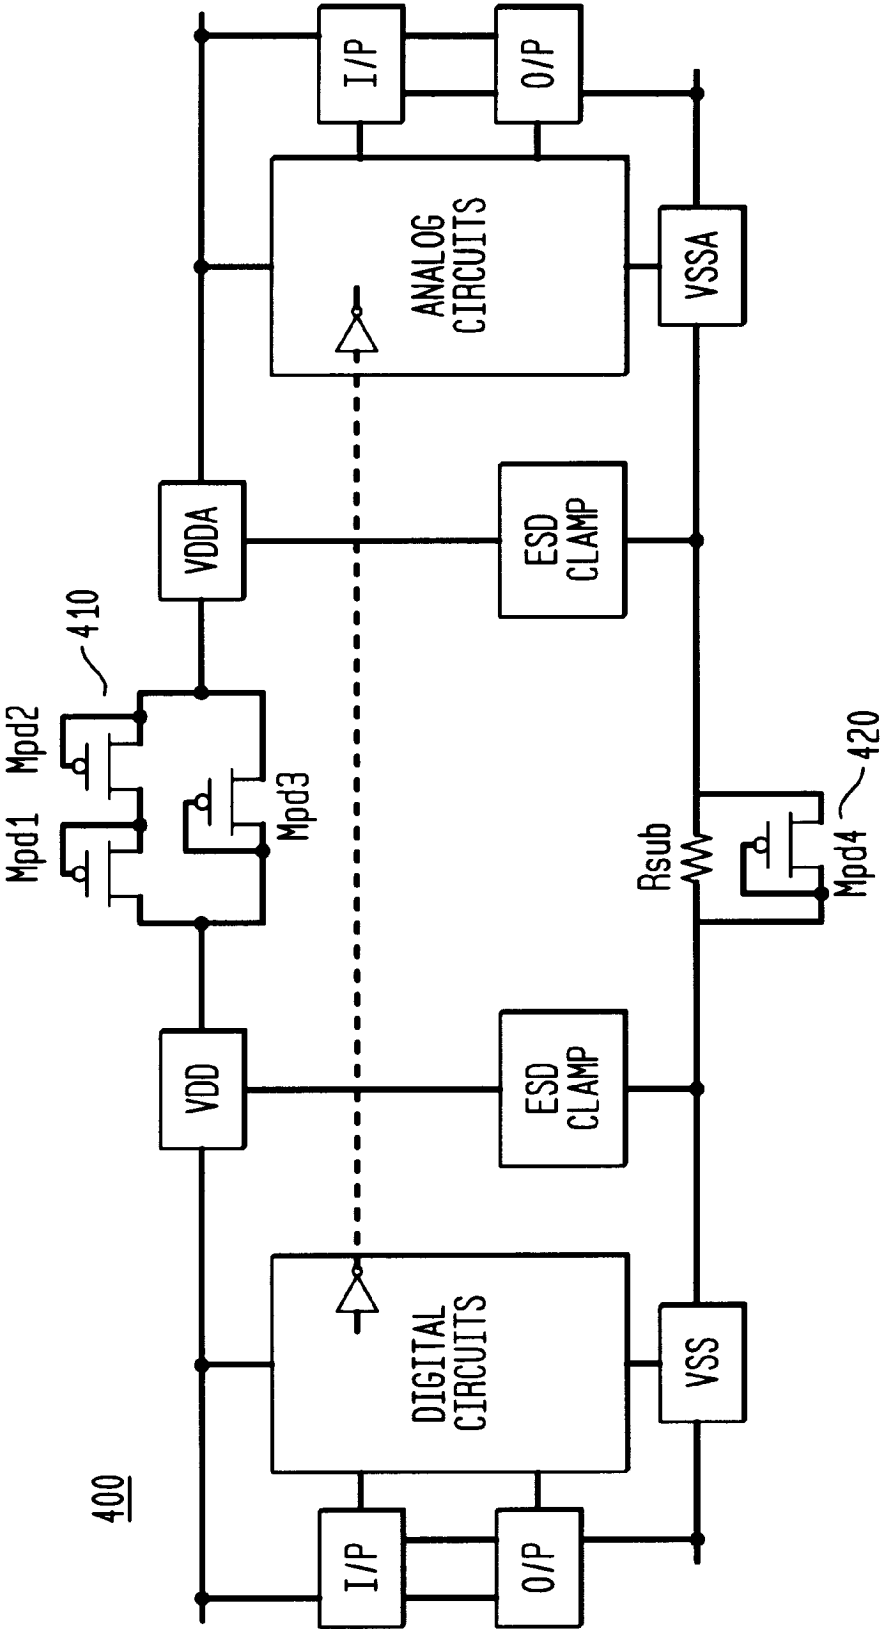 400
Mpd1
Mpd2
410
VDD
VDDA
Mpd3
I/P
I/P
DIGITAL
CIRCUITS
ESD
CLAMP
ESD
CLAMP
ANALOG
CIRCUITS
O/P
O/P
Rsub
VSS
VSSA
Mpd4
420